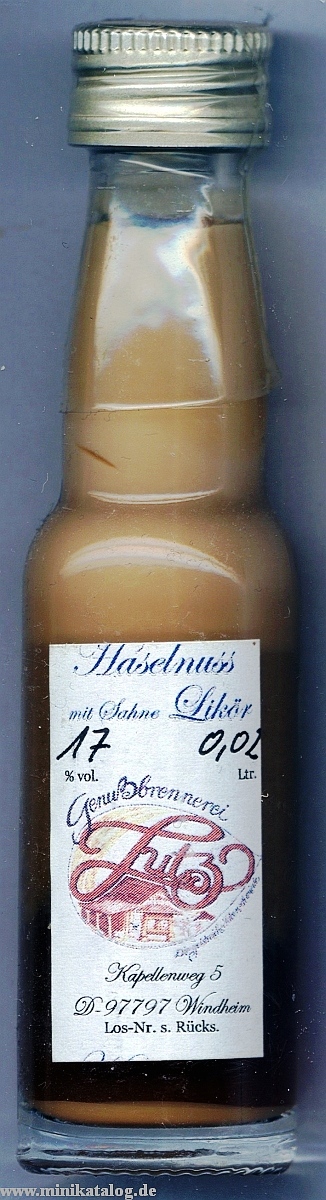 Haselnuss
mit Sahne Likör
17 0,02
% vol. Ltr.
Genußbrennerei
Lutz
Kapellenweg 5
D-97797 Windheim
Los-Nr. s. Rücks.
www.minikatalog.de